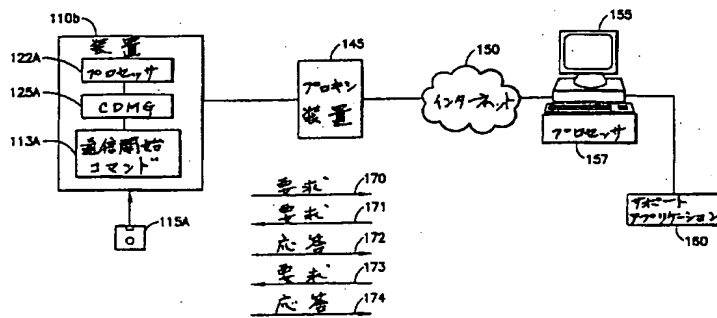 110b
装置
122A
プロセッサ
125A
CDMG
113A
通信開始
コマンド
115A
145
プロキシ
装置
150
インターネット
155
プロセッサ
157
サポート
アプリケーション
160
要求
170
要求
171
応答
172
要求
173
応答
174